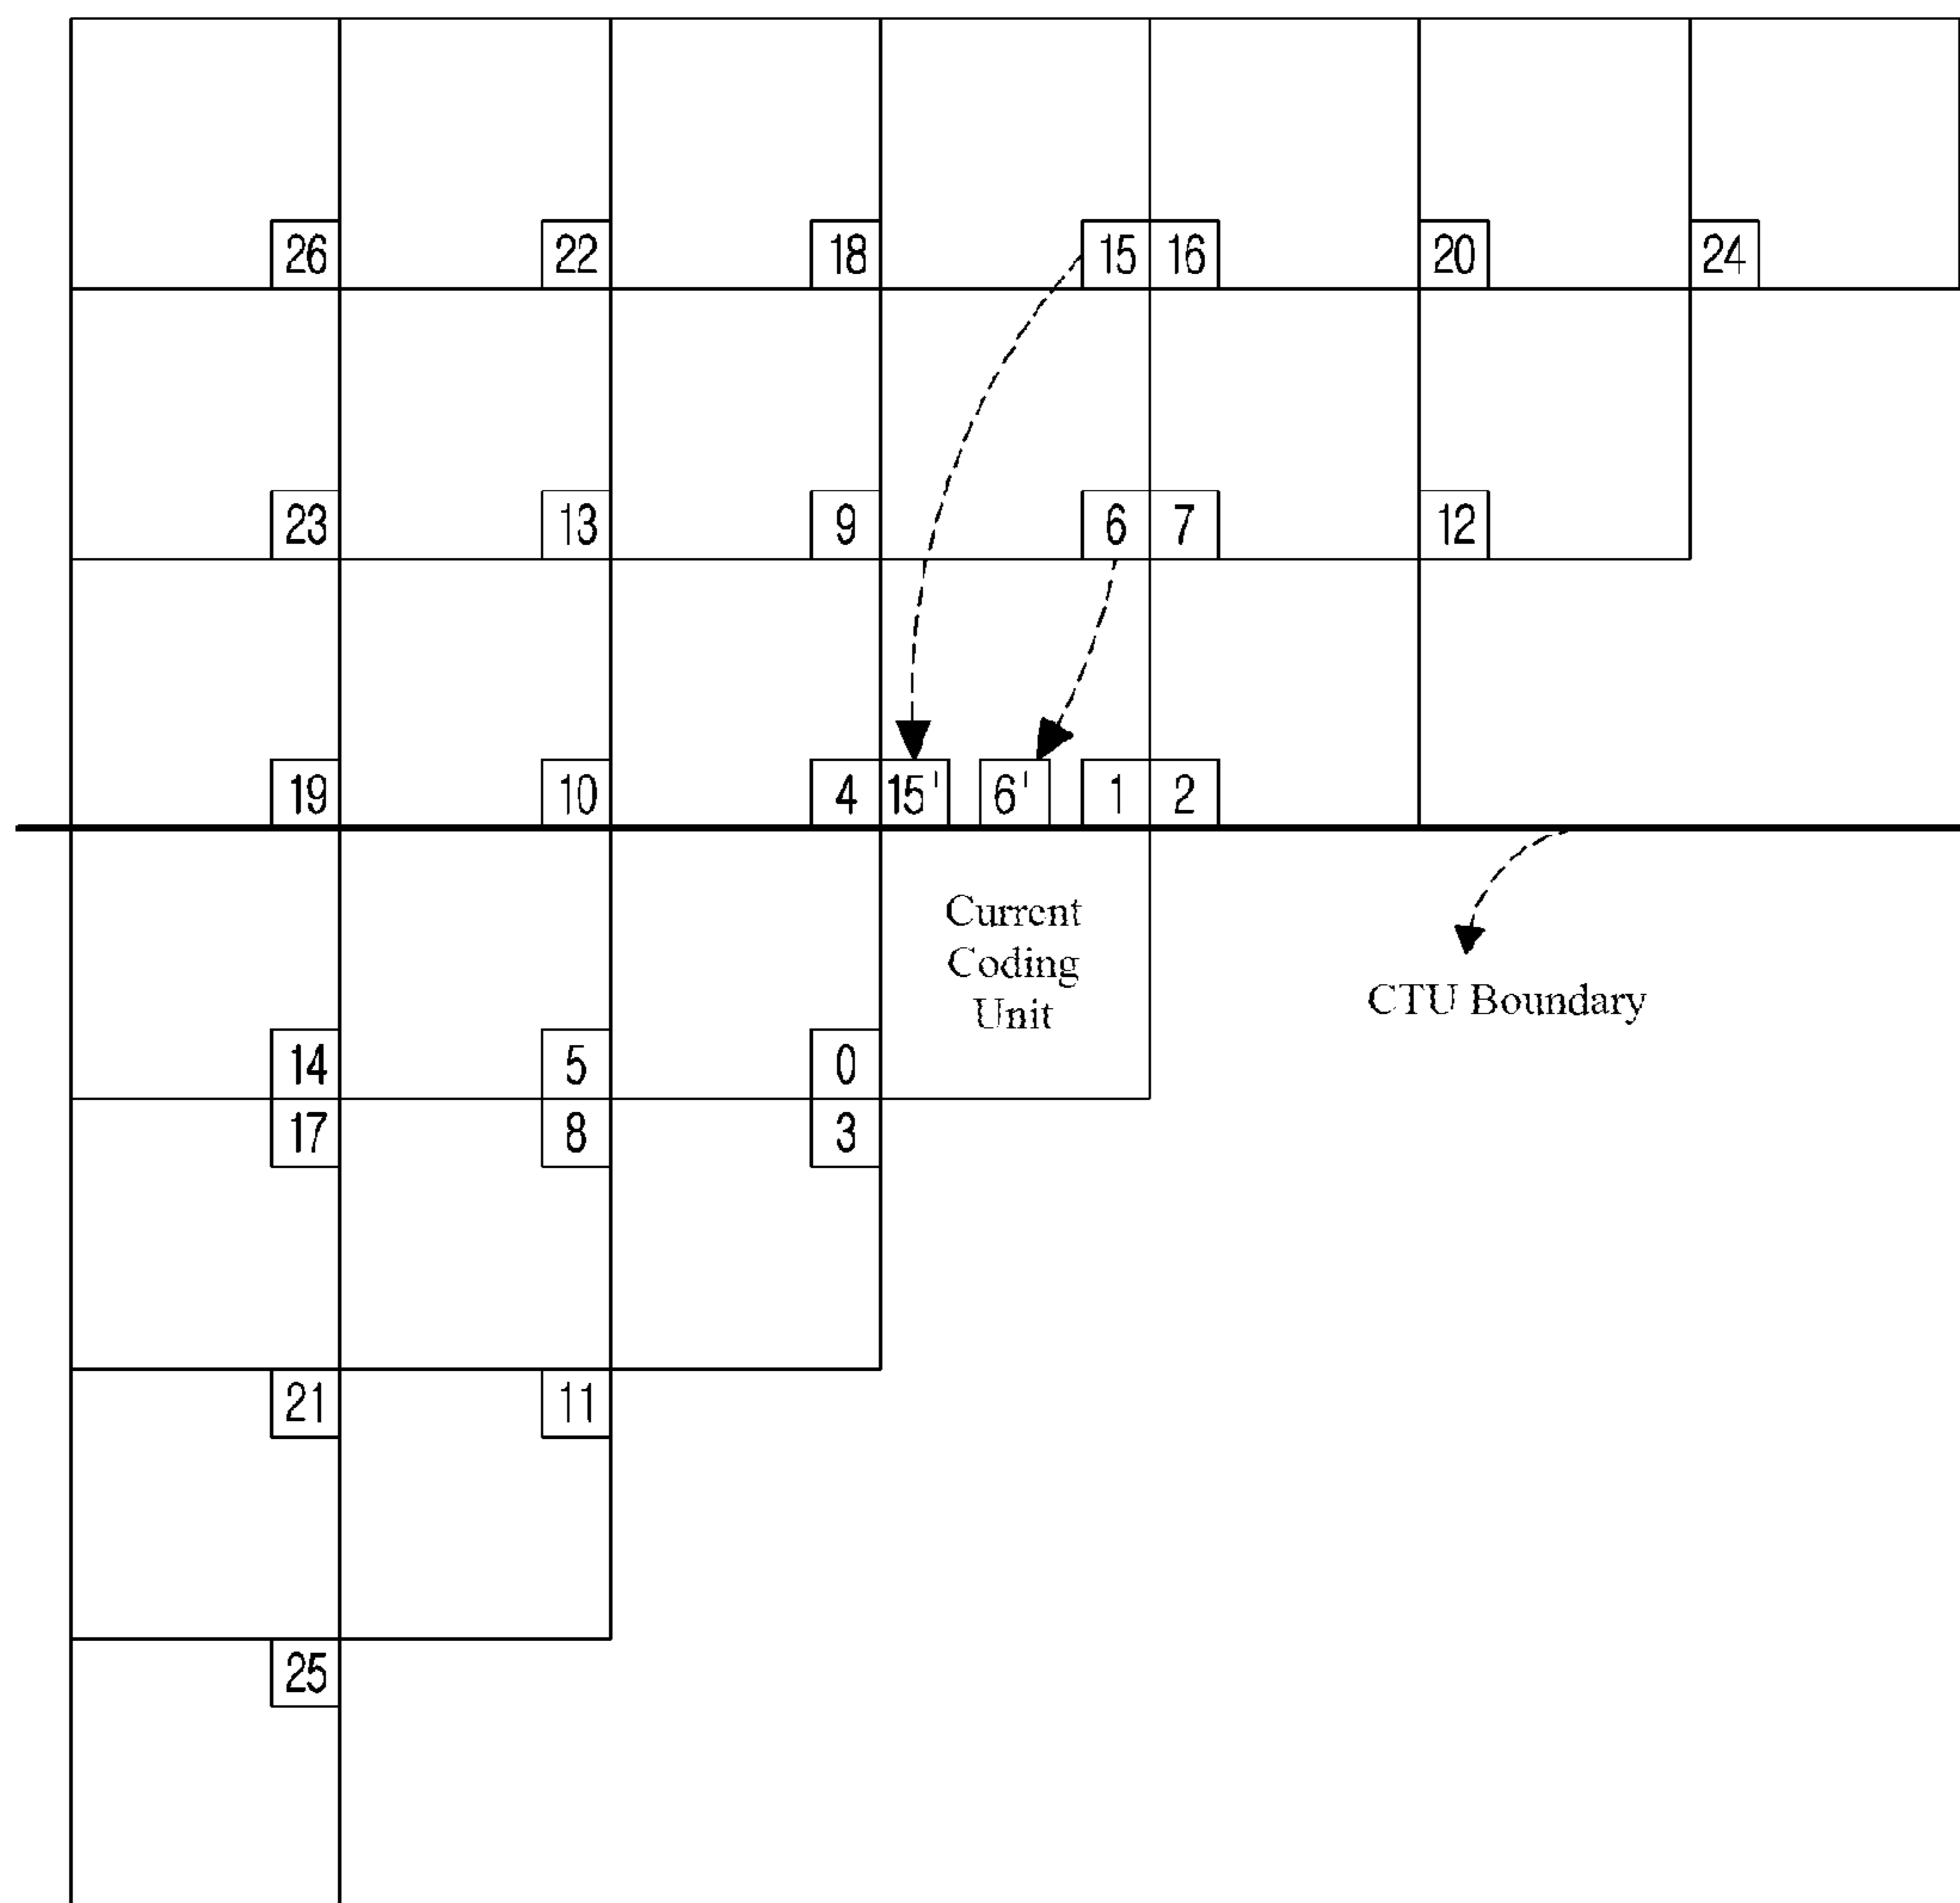 26 22 18 15 16 20 24
23 13 9 6 7 12
19 10 4 15' 6' 1 2
Current
Coding
Unit
CTU Boundary
14 5 0
17 8 3
21 11
25